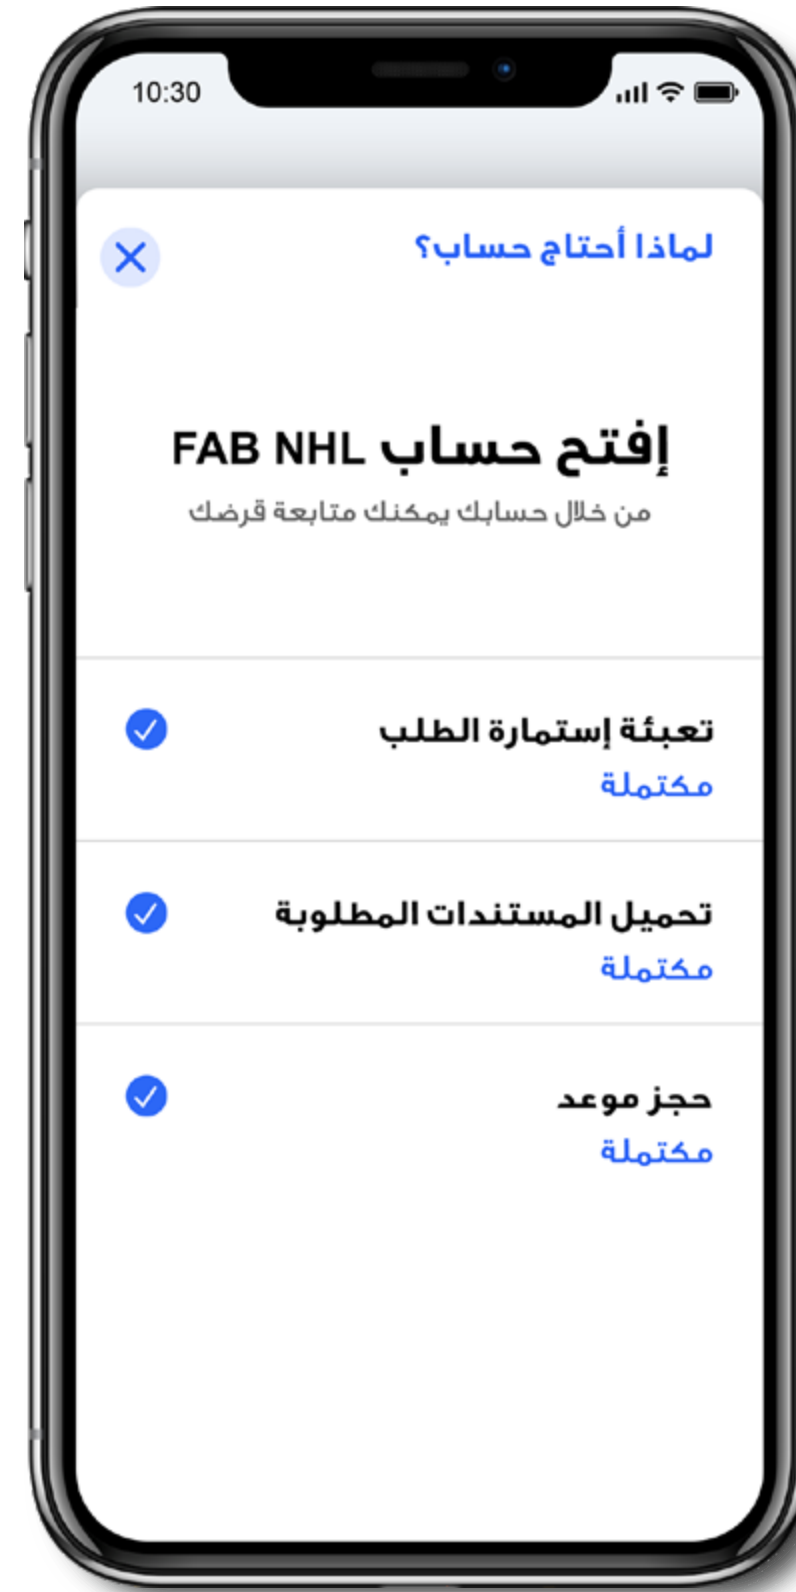 10:30
لماذا أحتاج حساب؟
إفتح حساب FAB NHL
من خلال حسابك يمكنك متابعة قرضك
تعبئة إستمارة الطلب
مكتملة
تحميل المستندات المطلوبة
مكتملة
حجز موعد
مكتملة